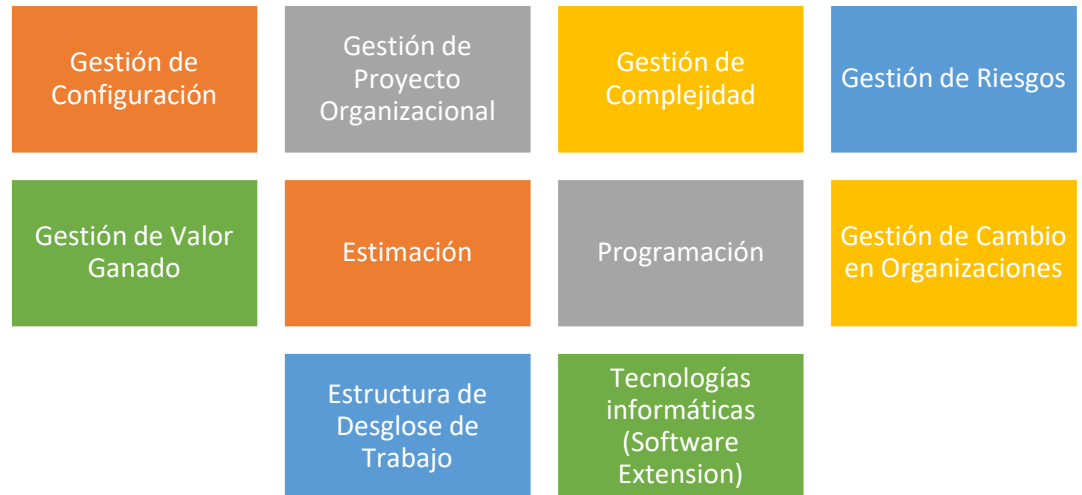 Gestión de
Configuración
Gestión de
Proyecto
Organizacional
Gestión de
Complejidad
Gestión de Riesgos
Gestión de Valor
Ganado
Estimación
Programación
Gestión de Cambio
en Organizaciones
Estructura de
Desglose de
Trabajo
Tecnologías
informáticas
(Software
Extension)